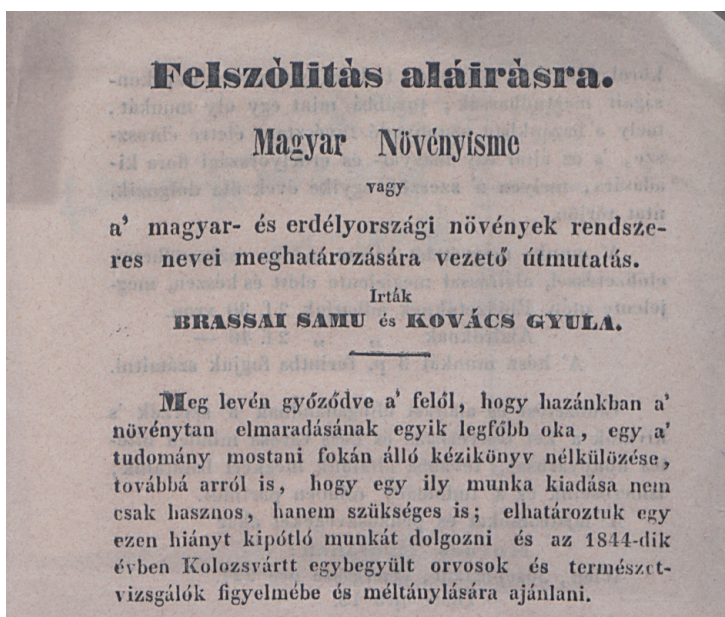 Felszòlitàs alàiràsra.
Magyar Növényisme
vagy
a' magyar- és erdélyországi növények rendsze-
res nevei meghatározására vezető útmutatás.
Irták
BRASSAI SAMU és KOVÁCS GYULA.
Meg levén győződve a' felől, hogy hazánkban a'
növénytan elmaradásának egyik legfőbb oka, egy a'
tudomány mostani fokán álló kézikönyv nélkülözése,
továbbá arról is, hogy egy ily munka kiadása nem
csak hasznos, hanem szükséges is; elhatároztuk egy
ezen hiányt kipótló munkát dolgozni és az 1844-dik
évben Kolozsvártt egybegyült orvosok és természet-
vizsgálók figyelmébe és méltánylására ajánlani.